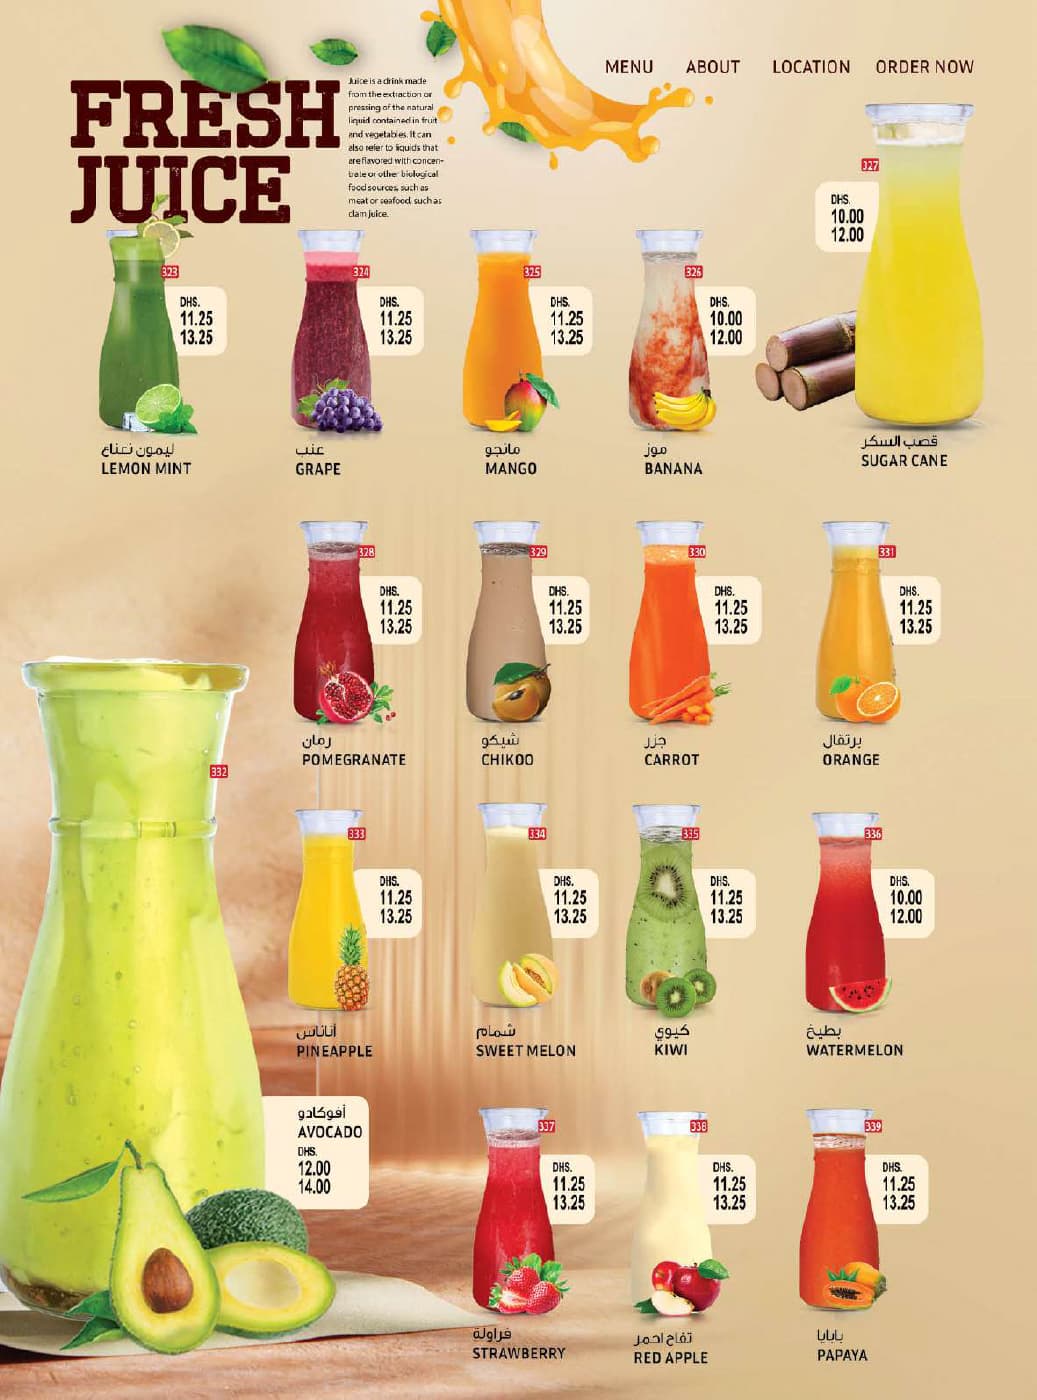 MENU ABOUT LOCATION ORDER NOW
FRESH
JUICE
Juice is a drink made
from the extraction or
pressing of the natural
liquid contained in fruit
and vegetables. It can
also refer to liquids that
are flavored with concen-
trate or other biological
food sources, such as
meat or seafood, such as
clam juice.
323
DHS.
11.25
13.25
ليمون نعناع
LEMON MINT
324
DHS.
11.25
13.25
عنب
GRAPE
325
DHS.
11.25
13.25
مانجو
MANGO
326
DHS.
10.00
12.00
موز
BANANA
327
DHS.
10.00
12.00
قصب السكر
SUGAR CANE
328
DHS.
11.25
13.25
رمان
POMEGRANATE
329
DHS.
11.25
13.25
شيكو
CHIKOO
330
DHS.
11.25
13.25
جزر
CARROT
331
DHS.
11.25
13.25
برتقال
ORANGE
332
أفوكادو
AVOCADO
DHS.
12.00
14.00
333
DHS.
11.25
13.25
أناناس
PINEAPPLE
334
DHS.
11.25
13.25
شمام
SWEET MELON
335
DHS.
11.25
13.25
كيوي
KIWI
336
DHS.
10.00
12.00
بطيخ
WATERMELON
337
DHS.
11.25
13.25
فراولة
STRAWBERRY
338
DHS.
11.25
13.25
تفاح احمر
RED APPLE
339
DHS.
11.25
13.25
بابايا
PAPAYA